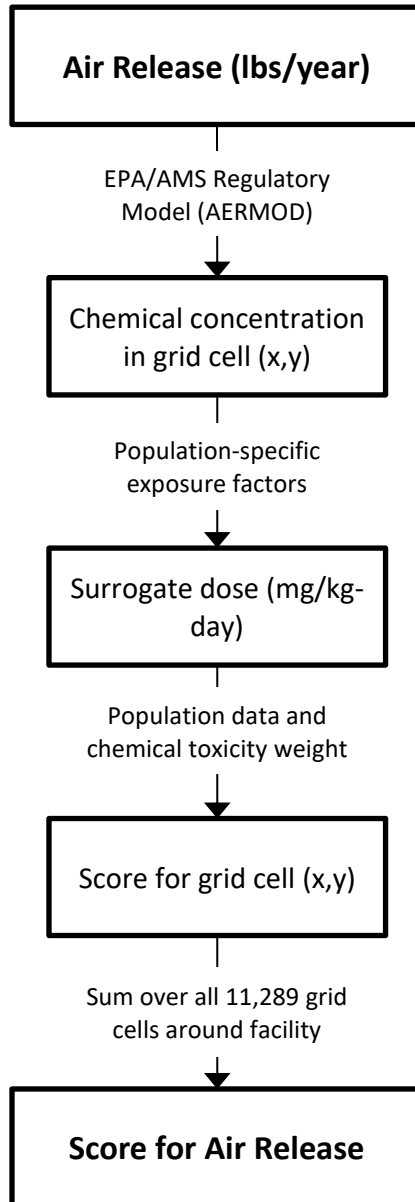 Air Release (lbs/year)
EPA/AMS Regulatory
Model (AERMOD)
Chemical concentration
in grid cell (x,y)
Population-specific
exposure factors
Surrogate dose (mg/kg-
day)
Population data and
chemical toxicity weight
Score for grid cell (x,y)
Sum over all 11,289 grid
cells around facility
Score for Air Release